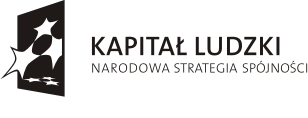 KAPITAŁ LUDZKI
NARODOWA STRATEGIA SPÓJNOŚCI